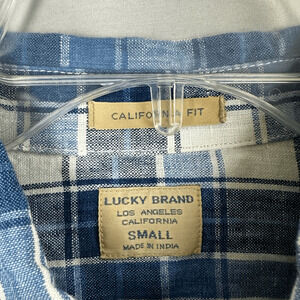 CALIFORNIA FIT
LUCKY BRAND
LOS ANGELES
CALIFORNIA
SMALL
MADE IN INDIA